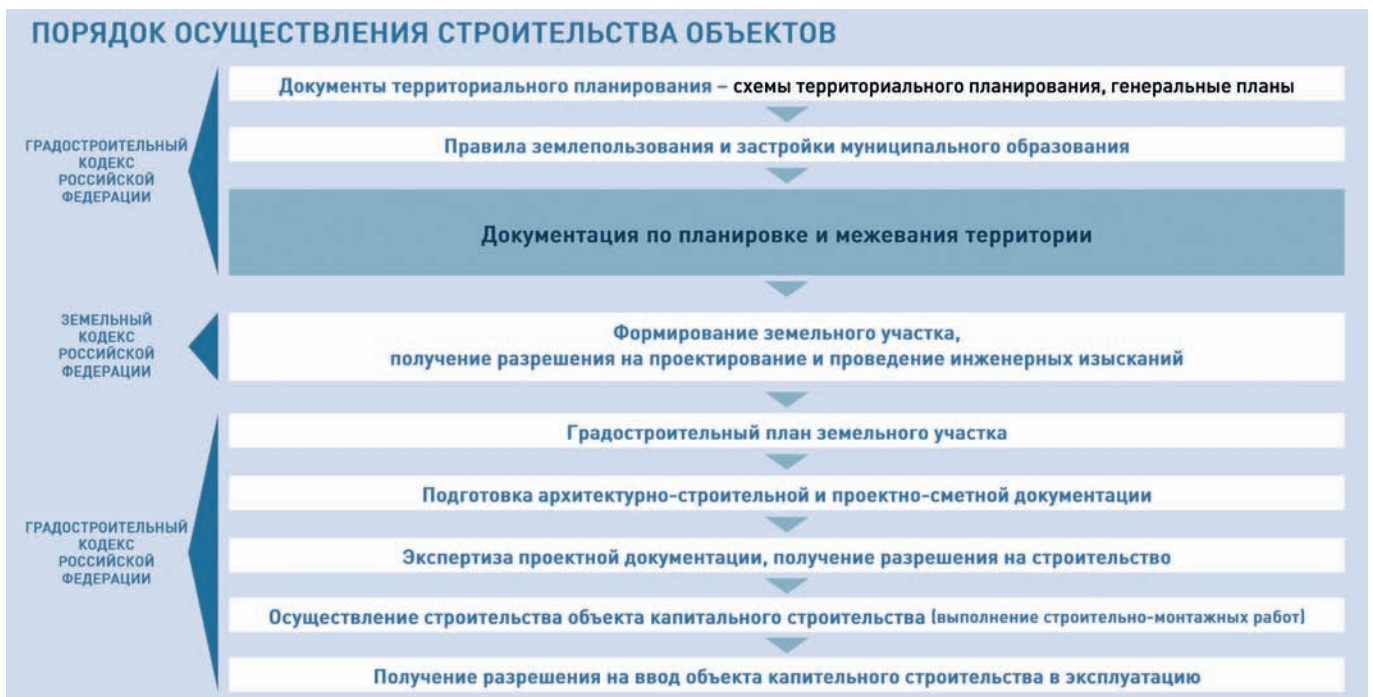 ПОРЯДОК ОСУЩЕСТВЛЕНИЯ СТРОИТЕЛЬСТВА ОБЪЕКТОВ
ГРАДОСТРОИТЕЛЬНЫЙ
КОДЕКС
РОССИЙСКОЙ
ФЕДЕРАЦИИ
Документы территориального планирования – схемы территориального планирования, генеральные планы
Правила землепользования и застройки муниципального образования
Документация по планировке и межевания территории
ЗЕМЕЛЬНЫЙ
КОДЕКС
РОССИЙСКОЙ
ФЕДЕРАЦИИ
Формирование земельного участка,
получение разрешения на проектирование и проведение инженерных изысканий
ГРАДОСТРОИТЕЛЬНЫЙ
КОДЕКС
РОССИЙСКОЙ
ФЕДЕРАЦИИ
Градостроительный план земельного участка
Подготовка архитектурно-строительной и проектно-сметной документации
Экспертиза проектной документации, получение разрешения на строительство
Осуществление строительства объекта капитального строительства (выполнение строительно-монтажных работ)
Получение разрешения на ввод объекта капительного строительства в эксплуатацию